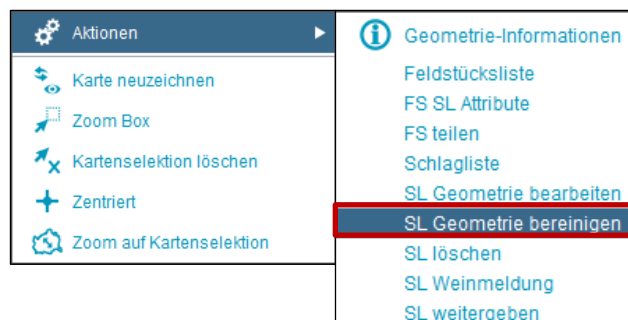 Aktionen
Karte neuzeichnen
Zoom Box
Kartenselektion löschen
Zentriert
Zoom auf Kartenselektion
Geometrie-Informationen
Feldstücksliste
FS SL Attribute
FS teilen
Schlagliste
SL Geometrie bearbeiten
SL Geometrie bereinigen
SL löschen
SL Weinmeldung
SL weitergeben